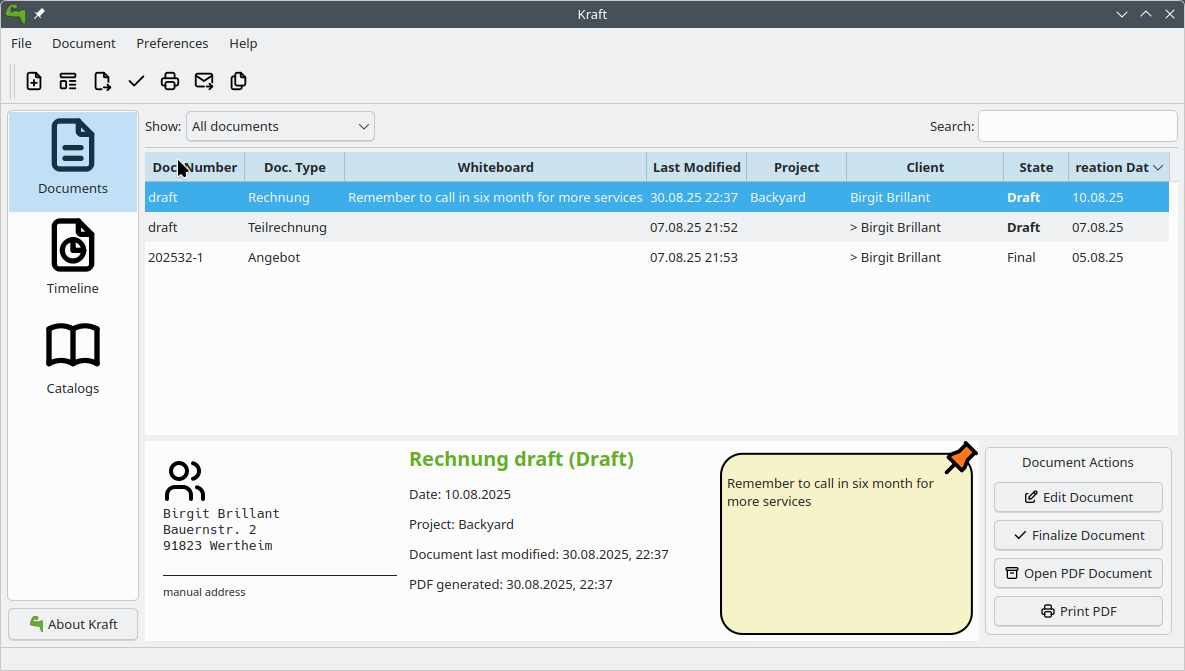 Kraft
File Document Preferences Help
Show: All documents Search:
Documents
Timeline
Catalogs
About Kraft
Doc. Number Doc. Type Whiteboard Last Modified Project Client State reation Dat
draft Rechnung Remember to call in six month for more services 30.08.25 22:37 Backyard Birgit Brillant Draft 10.08.25
draft Teilrechnung 07.08.25 21:52 > Birgit Brillant Draft 07.08.25
202532-1 Angebot 07.08.25 21:53 > Birgit Brillant Final 05.08.25
Birgit Brillant
Bauernstr. 2
91823 Wertheim
manual address
Rechnung draft (Draft)
Date: 10.08.2025
Project: Backyard
Document last modified: 30.08.2025, 22:37
PDF generated: 30.08.2025, 22:37
Remember to call in six month for
more services
Document Actions
Edit Document
Finalize Document
Open PDF Document
Print PDF